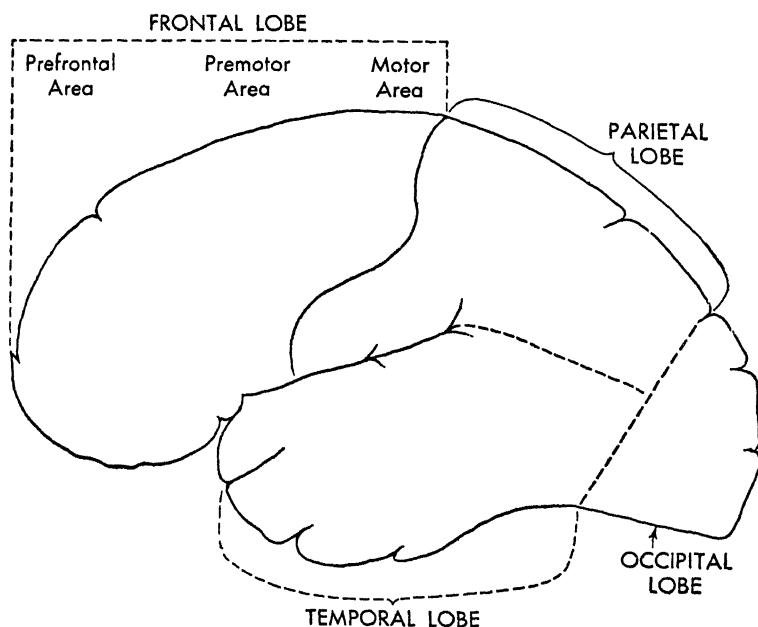 FRONTAL LOBE
Prefrontal Area
Premotor Area
Motor Area
PARIETAL
LOBE
OCCIPITAL
LOBE
TEMPORAL LOBE